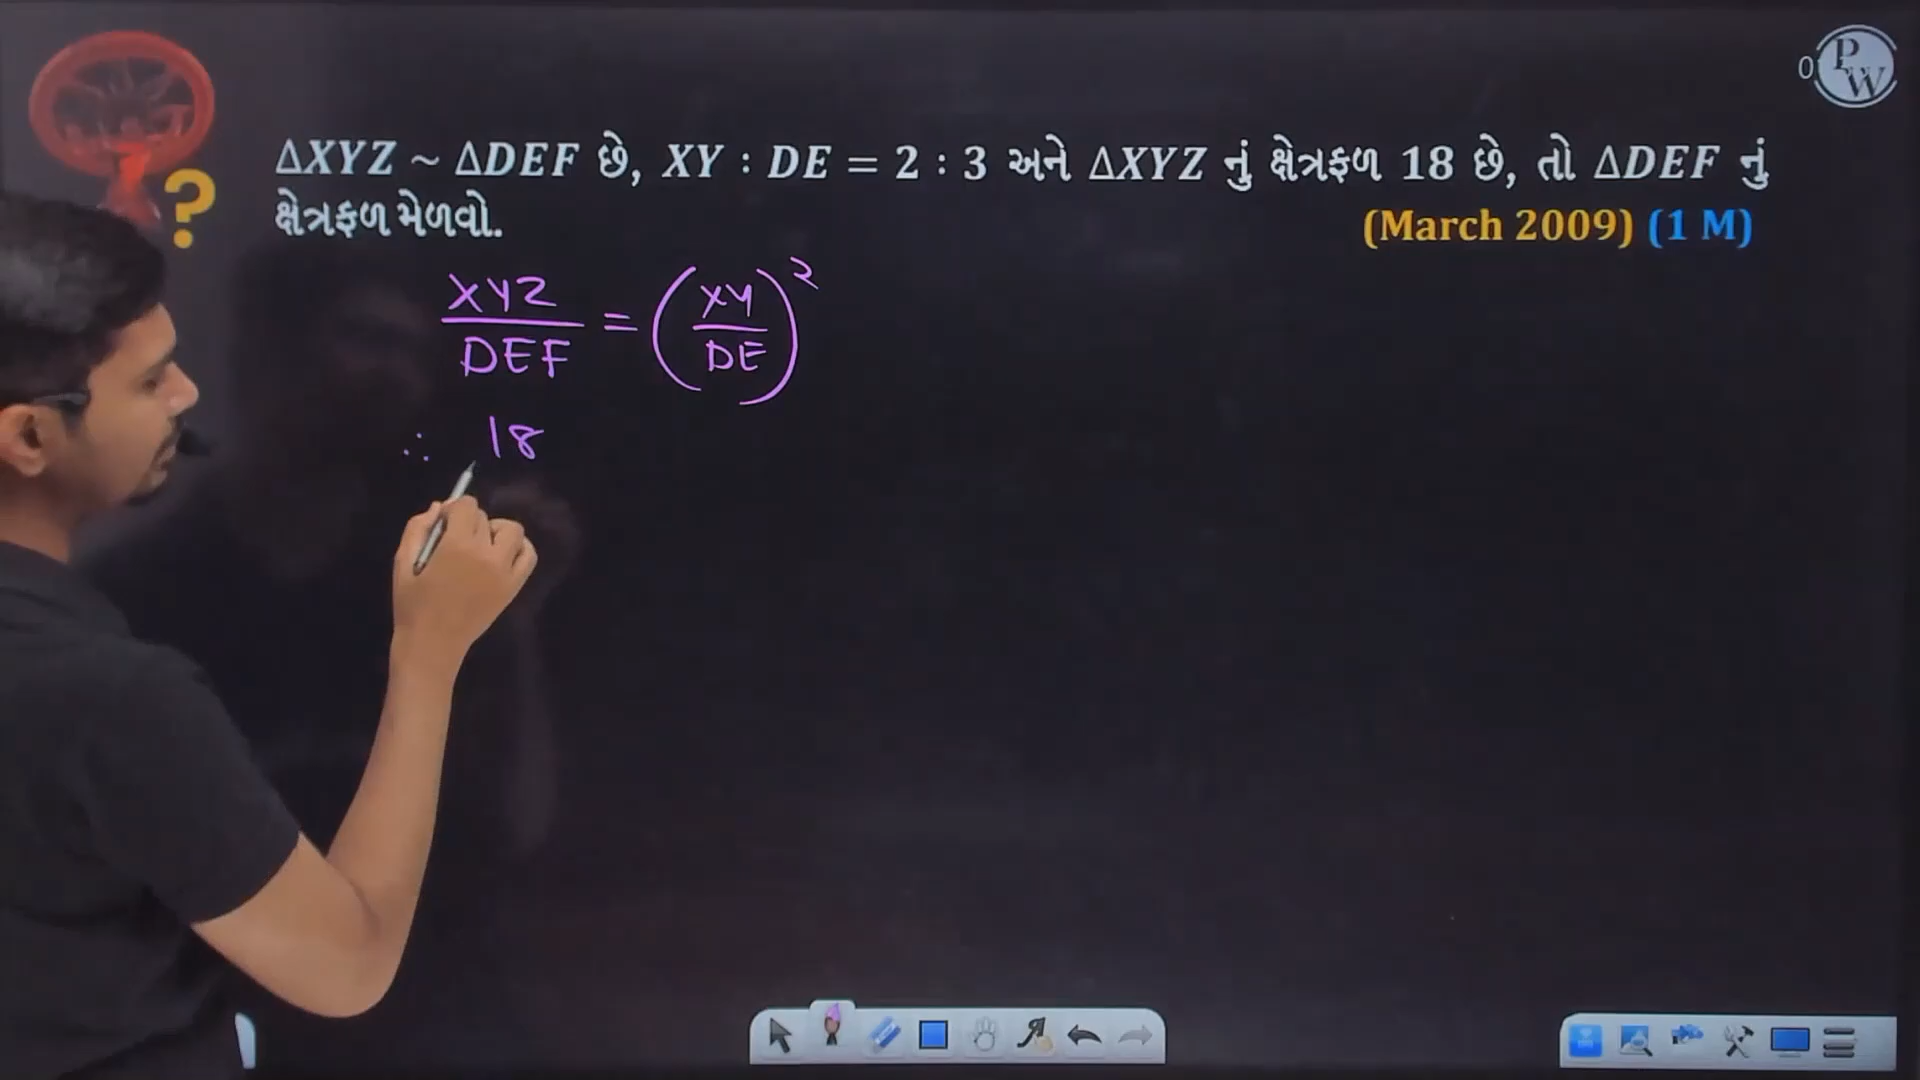 PW
0
?
ΔXYZ ~ ΔDEF છે, XY : DE = 2 : 3 અને ΔXYZ નું ક્ષેત્રફળ 18 છે, તો ΔDEF નું
ક્ષેત્રફળ મેળવો.
(March 2009) (1 M)
XYZ/DEF = (XY/DE)²
∴ 18